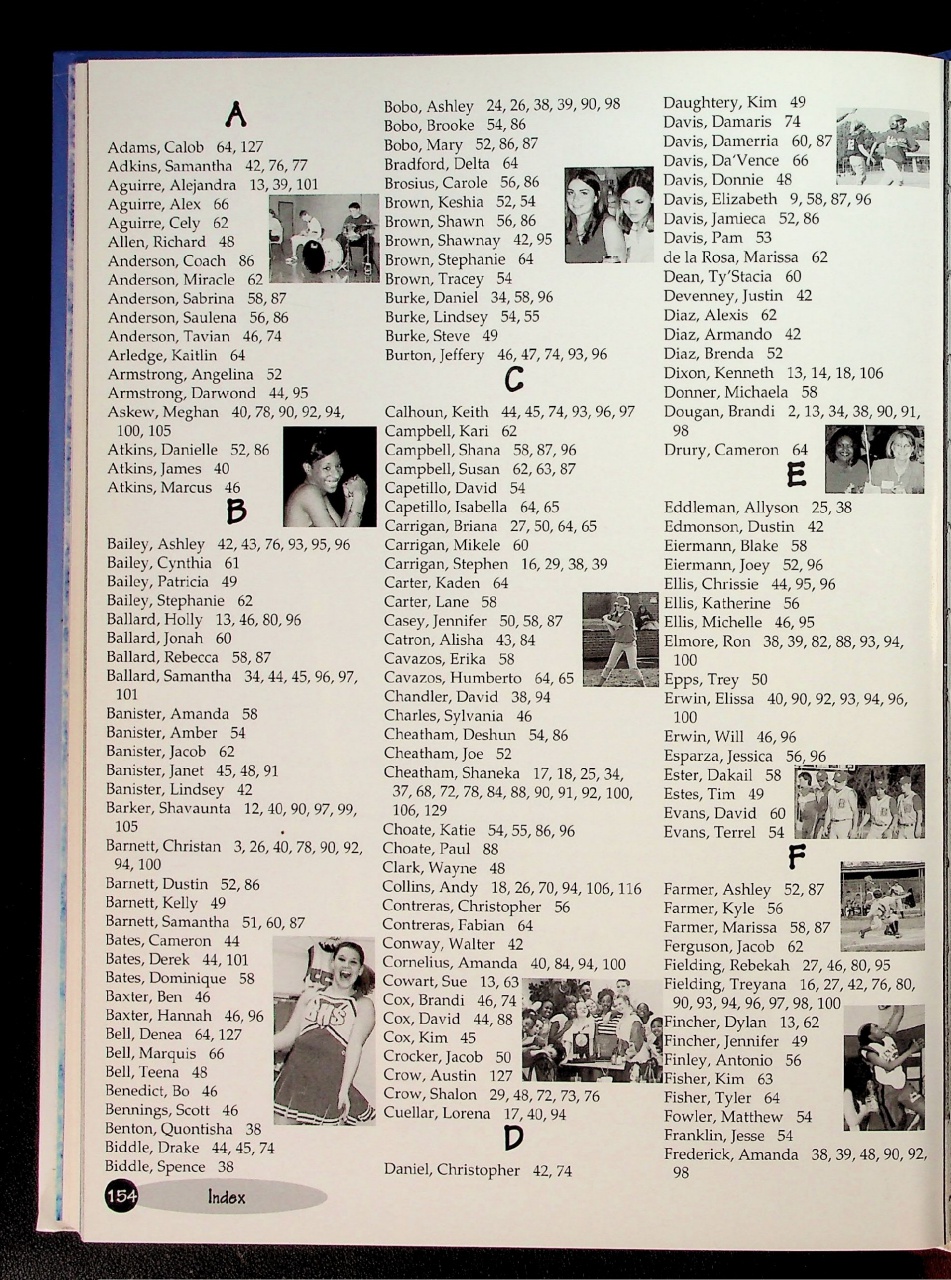 A
Adams, Calob 64, 127
Adkins, Samantha 42, 76, 77
Aguirre, Alejandra 13, 39, 101
Aguirre, Alex 66
Aguirre, Cely 62
Allen, Richard 48
Anderson, Coach 86
Anderson, Miracle 62
Anderson, Sabrina 58, 87
Anderson, Saulena 56, 86
Anderson, Tavian 46, 74
Arledge, Kaitlin 64
Armstrong, Angelina 52
Armstrong, Darwond 44, 95
Askew, Meghan 40, 78, 90, 92, 94,
100, 105
Atkins, Danielle 52, 86
Atkins, James 40
Atkins, Marcus 46
B
Bailey, Ashley 42, 43, 76, 93, 95, 96
Bailey, Cynthia 61
Bailey, Patricia 49
Bailey, Stephanie 62
Ballard, Holly 13, 46, 80, 96
Ballard, Jonah 60
Ballard, Rebecca 58, 87
Ballard, Samantha 34, 44, 45, 96, 97,
101
Banister, Amanda 58
Banister, Amber 54
Banister, Jacob 62
Banister, Janet 45, 48, 91
Banister, Lindsey 42
Barker, Shavaunta 12, 40, 90, 97, 99,
105
Barnett, Christan 3, 26, 40, 78, 90, 92,
94, 100
Barnett, Dustin 52, 86
Barnett, Kelly 49
Barnett, Samantha 51, 60, 87
Bates, Cameron 44
Bates, Derek 44, 101
Bates, Dominique 58
Baxter, Ben 46
Baxter, Hannah 46, 96
Bell, Denea 64, 127
Bell, Marquis 66
Bell, Teena 48
Benedict, Bo 46
Bennings, Scott 46
Benton, Quontisha 38
Biddle, Drake 44, 45, 74
Biddle, Spence 38
Bobo, Ashley 24, 26, 38, 39, 90, 98
Bobo, Brooke 54, 86
Bobo, Mary 52, 86, 87
Bradford, Delta 64
Brosius, Carole 56, 86
Brown, Keshia 52, 54
Brown, Shawn 56, 86
Brown, Shawnay 42, 95
Brown, Stephanie 64
Brown, Tracey 54
Burke, Daniel 34, 58, 96
Burke, Lindsey 54, 55
Burke, Steve 49
Burton, Jeffery 46, 47, 74, 93, 96
C
Calhoun, Keith 44, 45, 74, 93, 96, 97
Campbell, Kari 62
Campbell, Shana 58, 87, 96
Campbell, Susan 62, 63, 87
Capetillo, David 54
Capetillo, Isabella 64, 65
Carrigan, Briana 27, 50, 64, 65
Carrigan, Mikele 60
Carrigan, Stephen 16, 29, 38, 39
Carter, Kaden 64
Carter, Lane 58
Casey, Jennifer 50, 58, 87
Catron, Alisha 43, 84
Cavazos, Erika 58
Cavazos, Humberto 64, 65
Chandler, David 38, 94
Charles, Sylvania 46
Cheatham, Deshun 54, 86
Cheatham, Joe 52
Cheatham, Shaneka 17, 18, 25, 34,
37, 68, 72, 78, 84, 88, 90, 91, 92, 100,
106, 129
Choate, Katie 54, 55, 86, 96
Choate, Paul 88
Clark, Wayne 48
Collins, Andy 18, 26, 70, 94, 106, 116
Contreras, Christopher 56
Contreras, Fabian 64
Conway, Walter 42
Cornelius, Amanda 40, 84, 94, 100
Cowart, Sue 13, 63
Cox, Brandi 46, 74
Cox, David 44, 88
Cox, Kim 45
Crocker, Jacob 50
Crow, Austin 127
Crow, Shalon 29, 48, 72, 73, 76
Cuellar, Lorena 17, 40, 94
D
Daniel, Christopher 42, 74
Daughtery, Kim 49
Davis, Damaris 74
Davis, Damerria 60, 87
Davis, Da'Vence 66
Davis, Donnie 48
Davis, Elizabeth 9, 58, 87, 96
Davis, Jamieca 52, 86
Davis, Pam 53
de la Rosa, Marissa 62
Dean, Ty'Stacia 60
Devenney, Justin 42
Diaz, Alexis 62
Diaz, Armando 42
Diaz, Brenda 52
Dixon, Kenneth 13, 14, 18, 106
Donner, Michaela 58
Dougan, Brandi 2, 13, 34, 38, 90, 91,
98
Drury, Cameron 64
E
Eddleman, Allyson 25, 38
Edmonson, Dustin 42
Eiermann, Blake 58
Eiermann, Joey 52, 96
Ellis, Chrissie 44, 95, 96
Ellis, Katherine 56
Ellis, Michelle 46, 95
Elmore, Ron 38, 39, 82, 88, 93, 94,
100
Epps, Trey 50
Erwin, Elissa 40, 90, 92, 93, 94, 96,
100
Erwin, Will 46, 96
Esparza, Jessica 56, 96
Ester, Dakail 58
Estes, Tim 49
Evans, David 60
Evans, Terrel 54
F
Farmer, Ashley 52, 87
Farmer, Kyle 56
Farmer, Marissa 58, 87
Ferguson, Jacob 62
Fielding, Rebekah 27, 46, 80, 95
Fielding, Treyana 16, 27, 42, 76, 80,
90, 93, 94, 96, 97, 98, 100
Fincher, Dylan 13, 62
Fincher, Jennifer 49
Finley, Antonio 56
Fisher, Kim 63
Fisher, Tyler 64
Fowler, Matthew 54
Franklin, Jesse 54
Frederick, Amanda 38, 39, 48, 90, 92,
98
154 Index